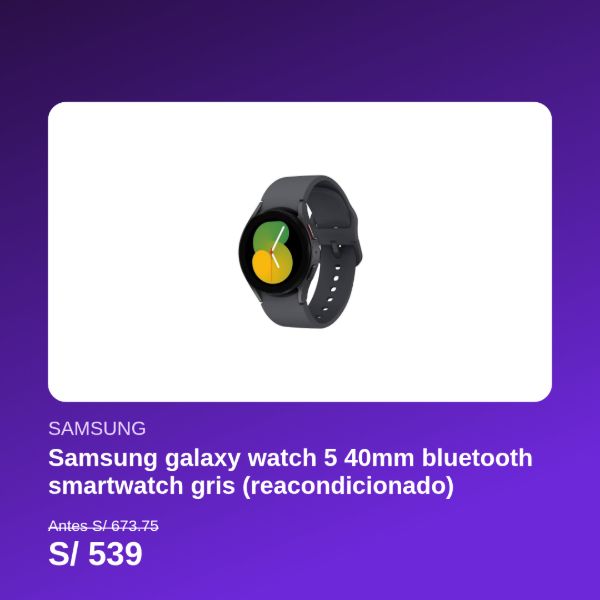 SAMSUNG
Samsung galaxy watch 5 40mm bluetooth
smartwatch gris (reacondicionado)
Antes S/ 673.75
S/ 539